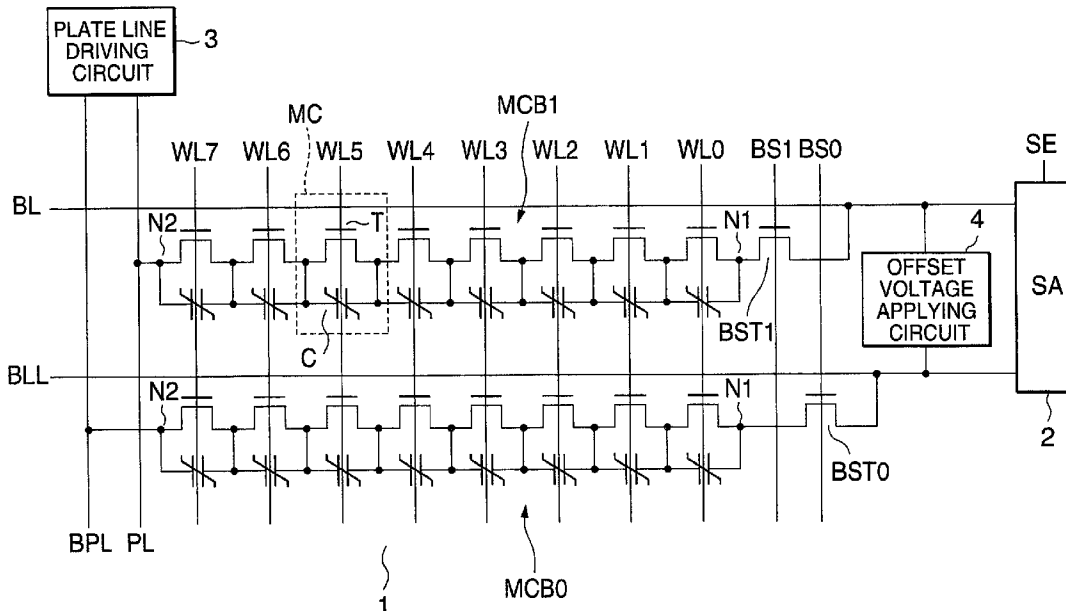 PLATE LINE
DRIVING
CIRCUIT
3
MC
MCB1
WL7 WL6 WL5 WL4 WL3 WL2 WL1 WL0 BS1 BS0
SE
BL
N2
T
N1
4
OFFSET
VOLTAGE
APPLYING
CIRCUIT
SA
C
BST1
BLL
N2
N1
2
BST0
BPL PL
1
MCB0